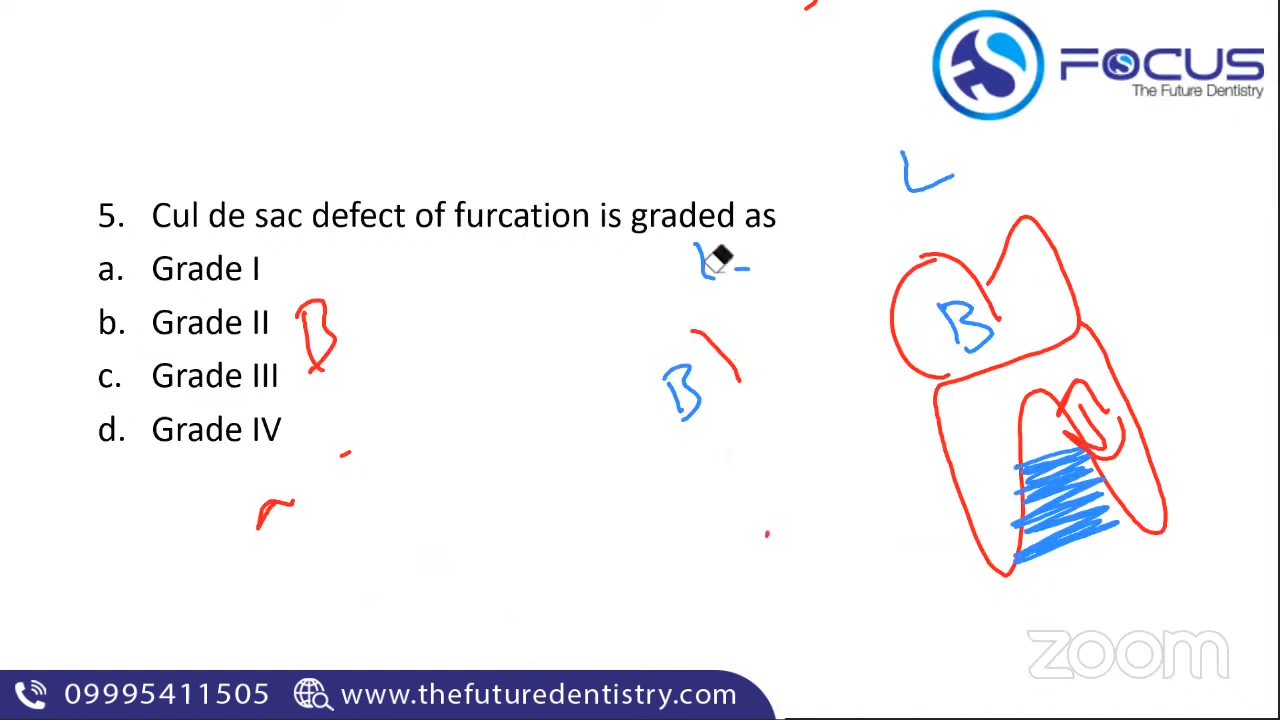 FOCUS
The Future Dentistry
L
5. Cul de sac defect of furcation is graded as
a. Grade I
b. Grade II
B
c. Grade III
d. Grade IV
B
B
zoom
09995411505
www.thefuturedentistry.com